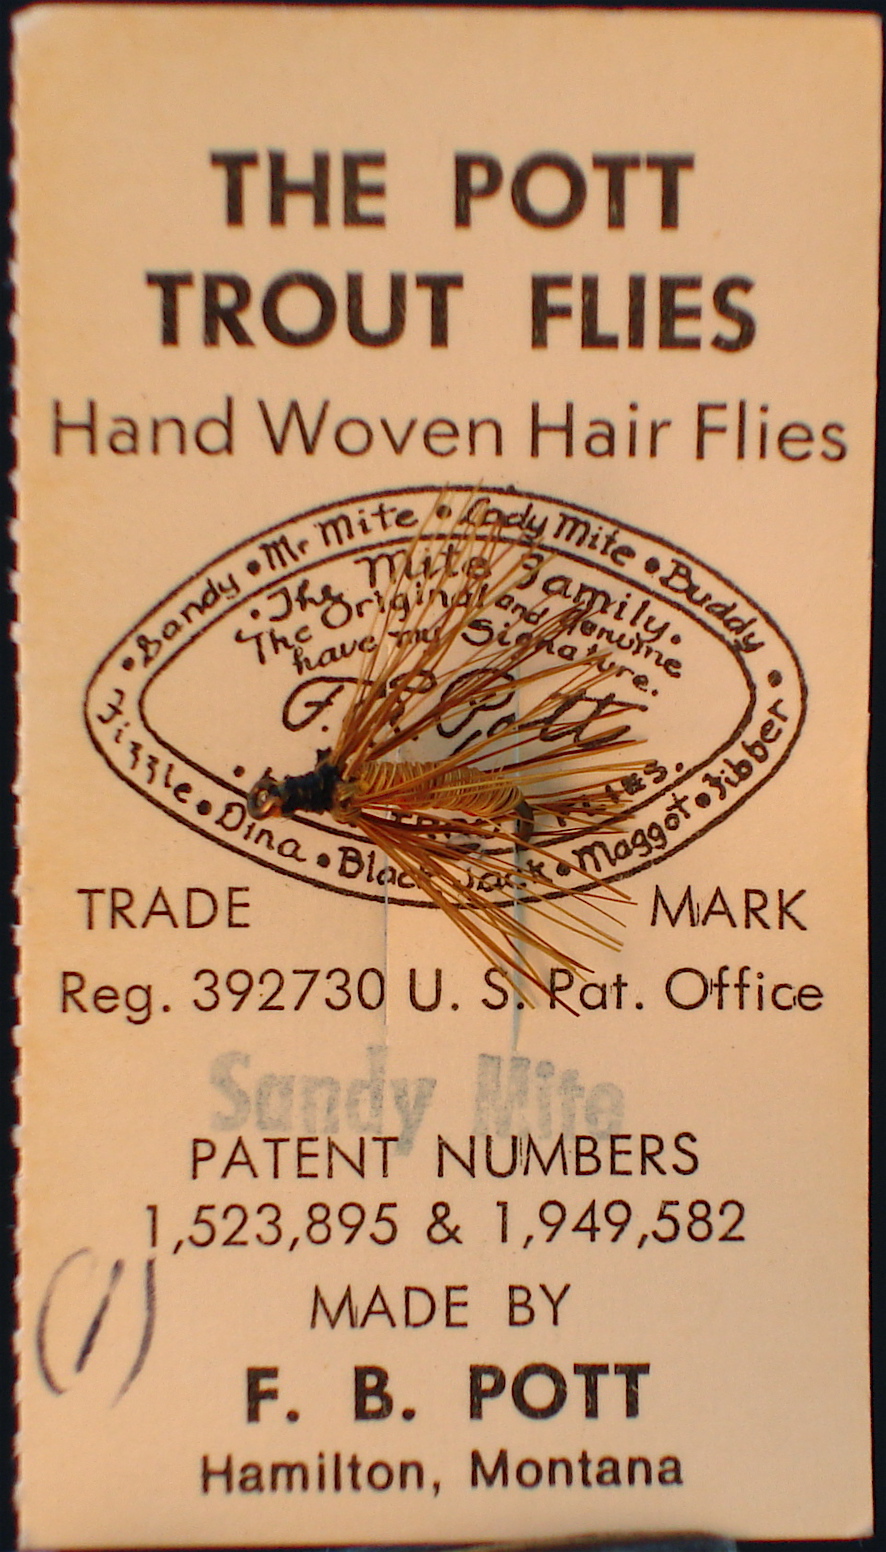 THE POTT
TROUT FLIES
Hand Woven Hair Flies
• Sandy • Mr Mite • Lady Mite • Buddy •
Fizzle • Dina • Black Jack • Maggot • Jibber
• The Mite Family •
The Original and Genuine
have my Signature.
F. B. Pott
TRADE MARK
Reg. 392730 U. S. Pat. Office
Sandy Mite
PATENT NUMBERS
1,523,895 & 1,949,582
MADE BY
(1)
F. B. POTT
Hamilton, Montana